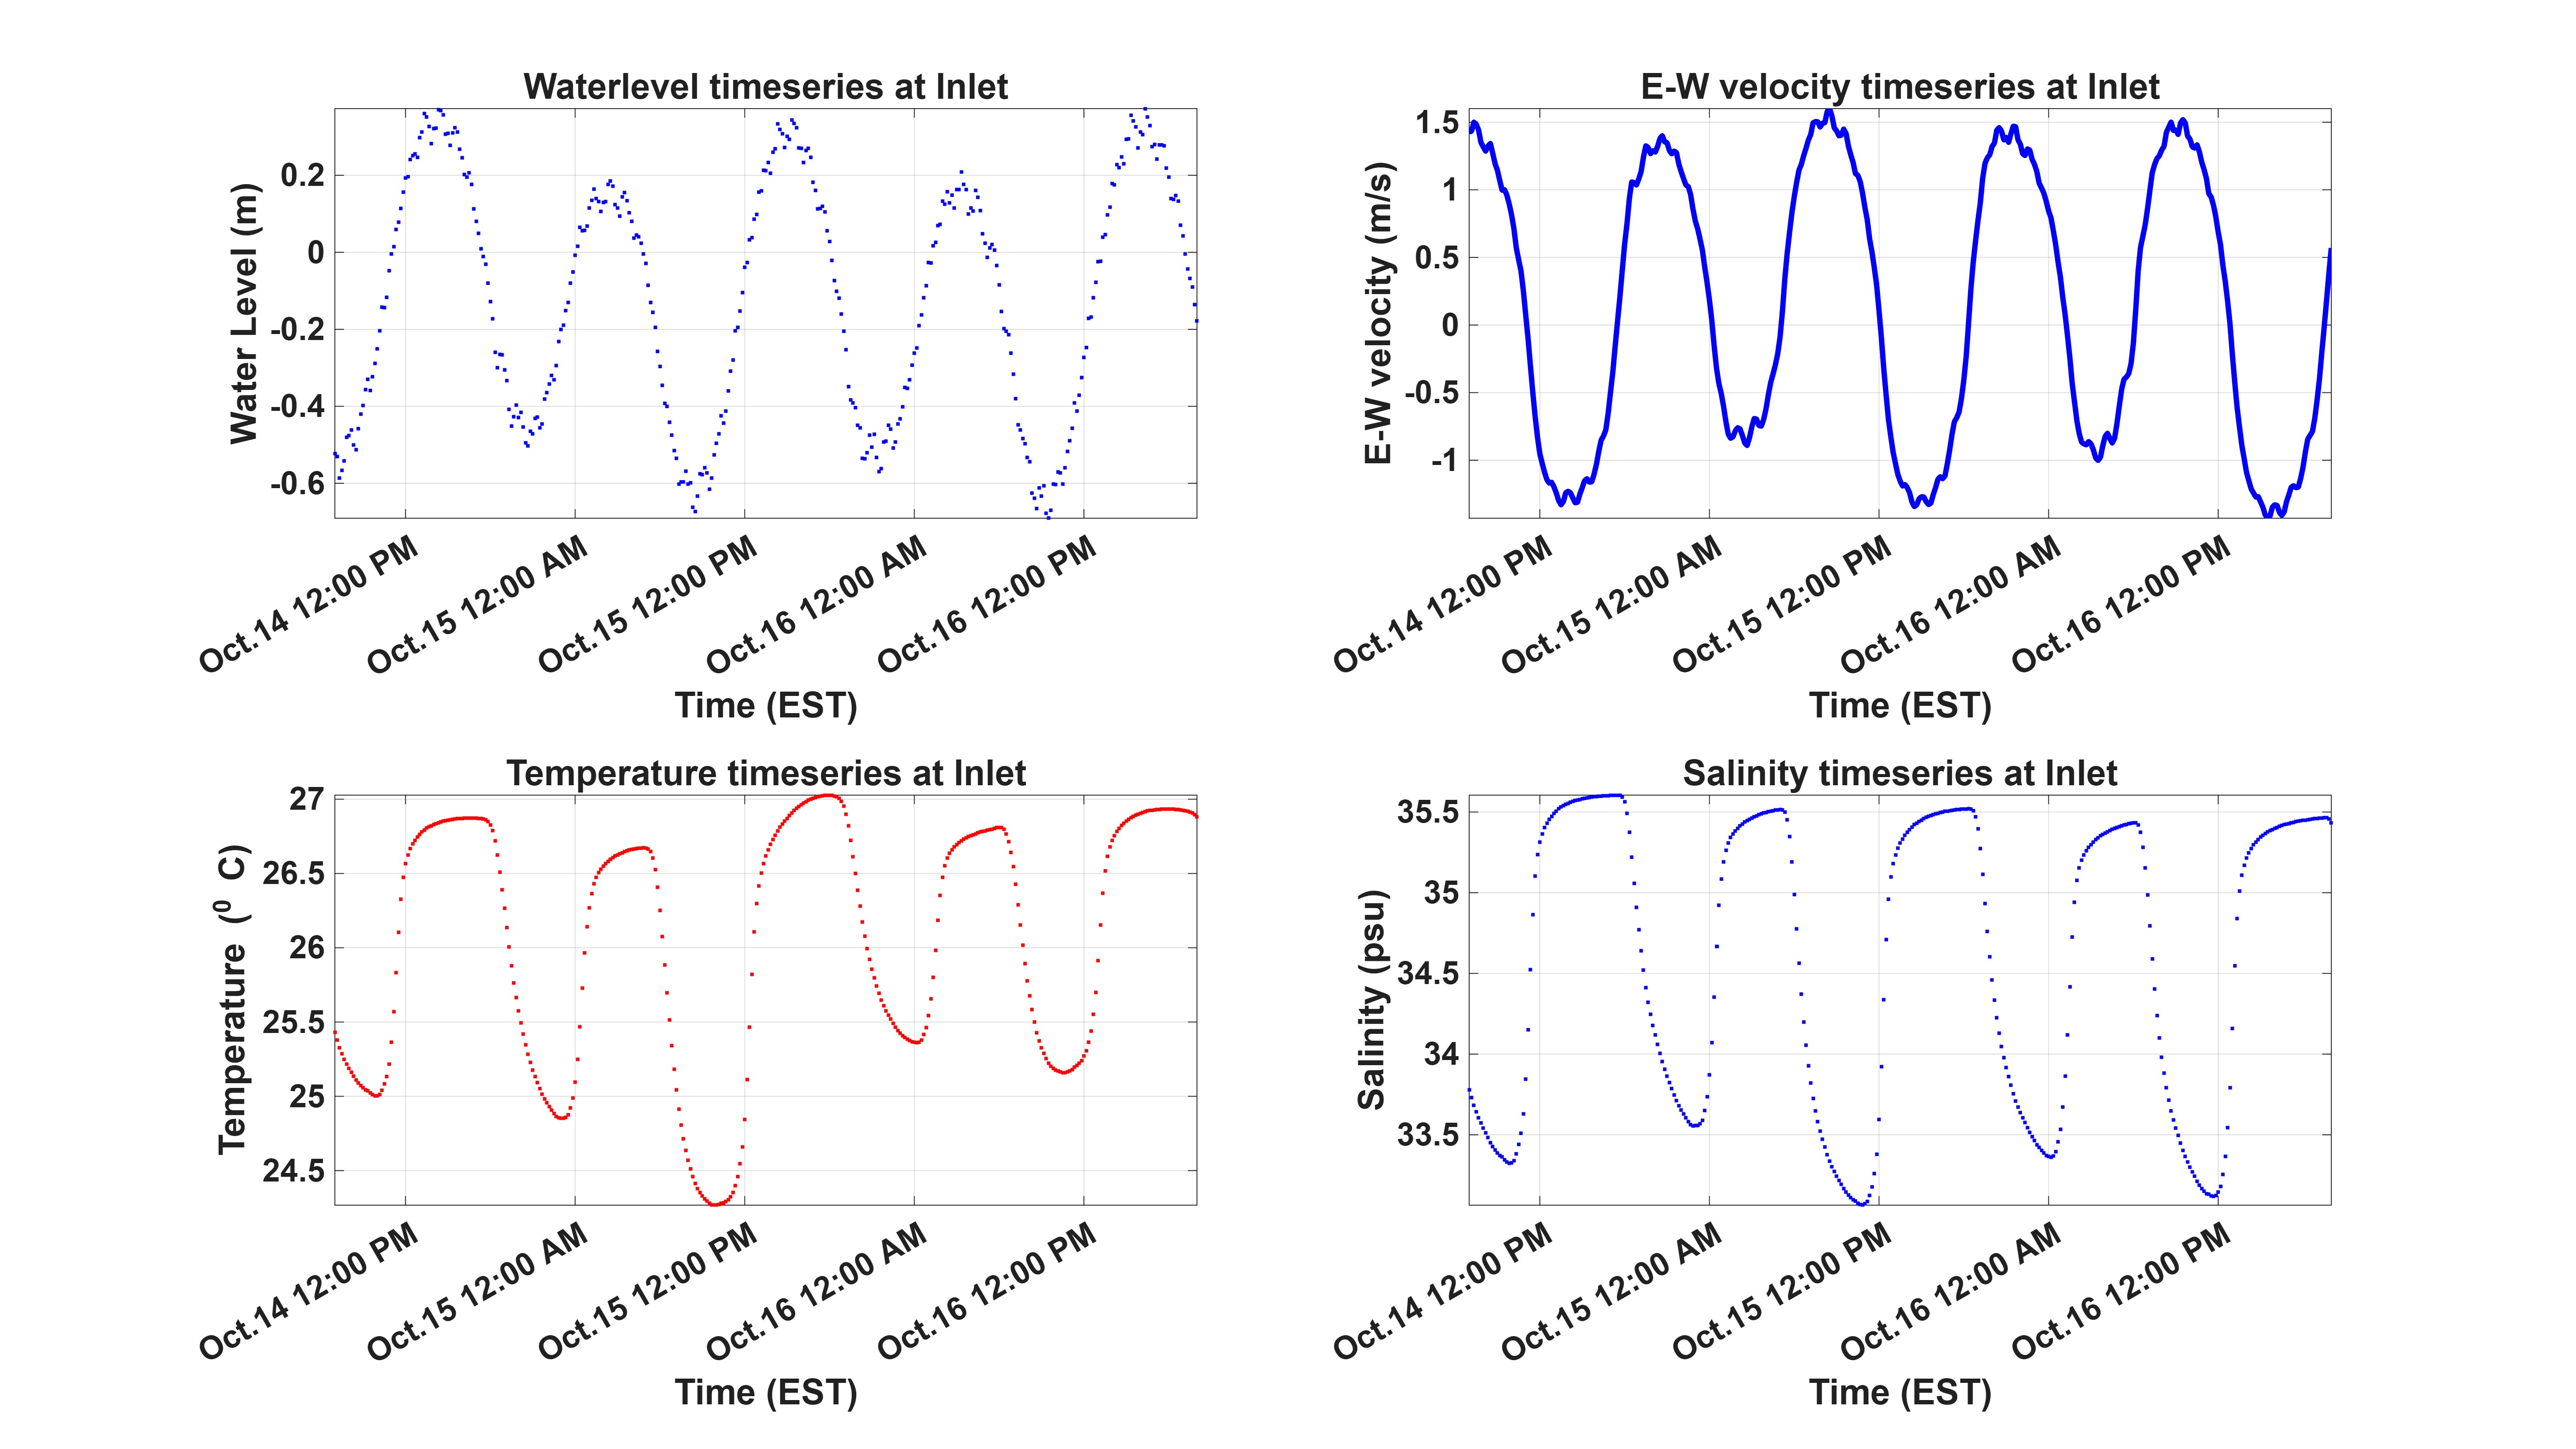 Waterlevel timeseries at Inlet
Water Level (m)
0.2
0
-0.2
-0.4
-0.6
Oct.14 12:00 PM
Oct.15 12:00 AM
Oct.15 12:00 PM
Oct.16 12:00 AM
Oct.16 12:00 PM
Time (EST)
E-W velocity timeseries at Inlet
E-W velocity (m/s)
1.5
1
0.5
0
-0.5
-1
Oct.14 12:00 PM
Oct.15 12:00 AM
Oct.15 12:00 PM
Oct.16 12:00 AM
Oct.16 12:00 PM
Time (EST)
Temperature timeseries at Inlet
Temperature (⁰ C)
27
26.5
26
25.5
25
24.5
Oct.14 12:00 PM
Oct.15 12:00 AM
Oct.15 12:00 PM
Oct.16 12:00 AM
Oct.16 12:00 PM
Time (EST)
Salinity timeseries at Inlet
Salinity (psu)
35.5
35
34.5
34
33.5
Oct.14 12:00 PM
Oct.15 12:00 AM
Oct.15 12:00 PM
Oct.16 12:00 AM
Oct.16 12:00 PM
Time (EST)